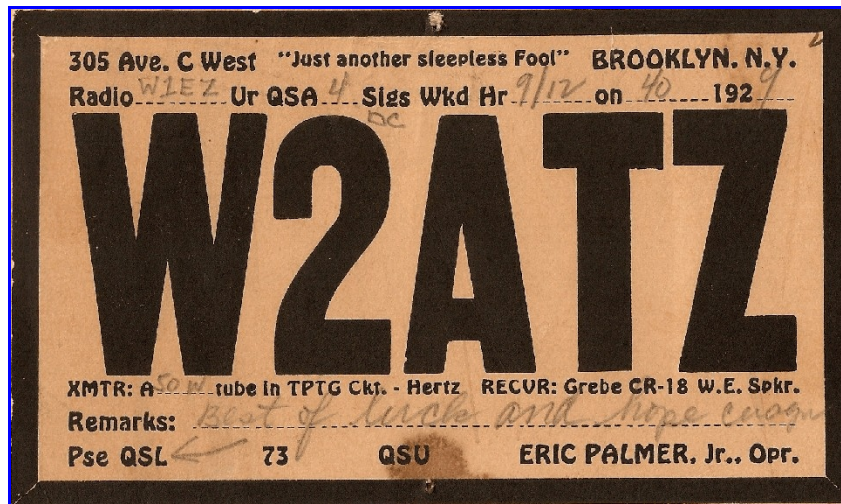 305 Ave. C West "Just another sleepless Fool" BROOKLYN. N.Y.
Radio W1EZ Ur QSA 4 Sigs Wkd Hr 9/12 on 40 1929
DC
W2ATZ
XMTR: A 50 W tube in TPTG Ckt. - Hertz RECVR: Grebe CR-18 W.E. Spkr.
Remarks: Best of luck and hope cuagn
Pse QSL 73 QSU ERIC PALMER, Jr., Opr.